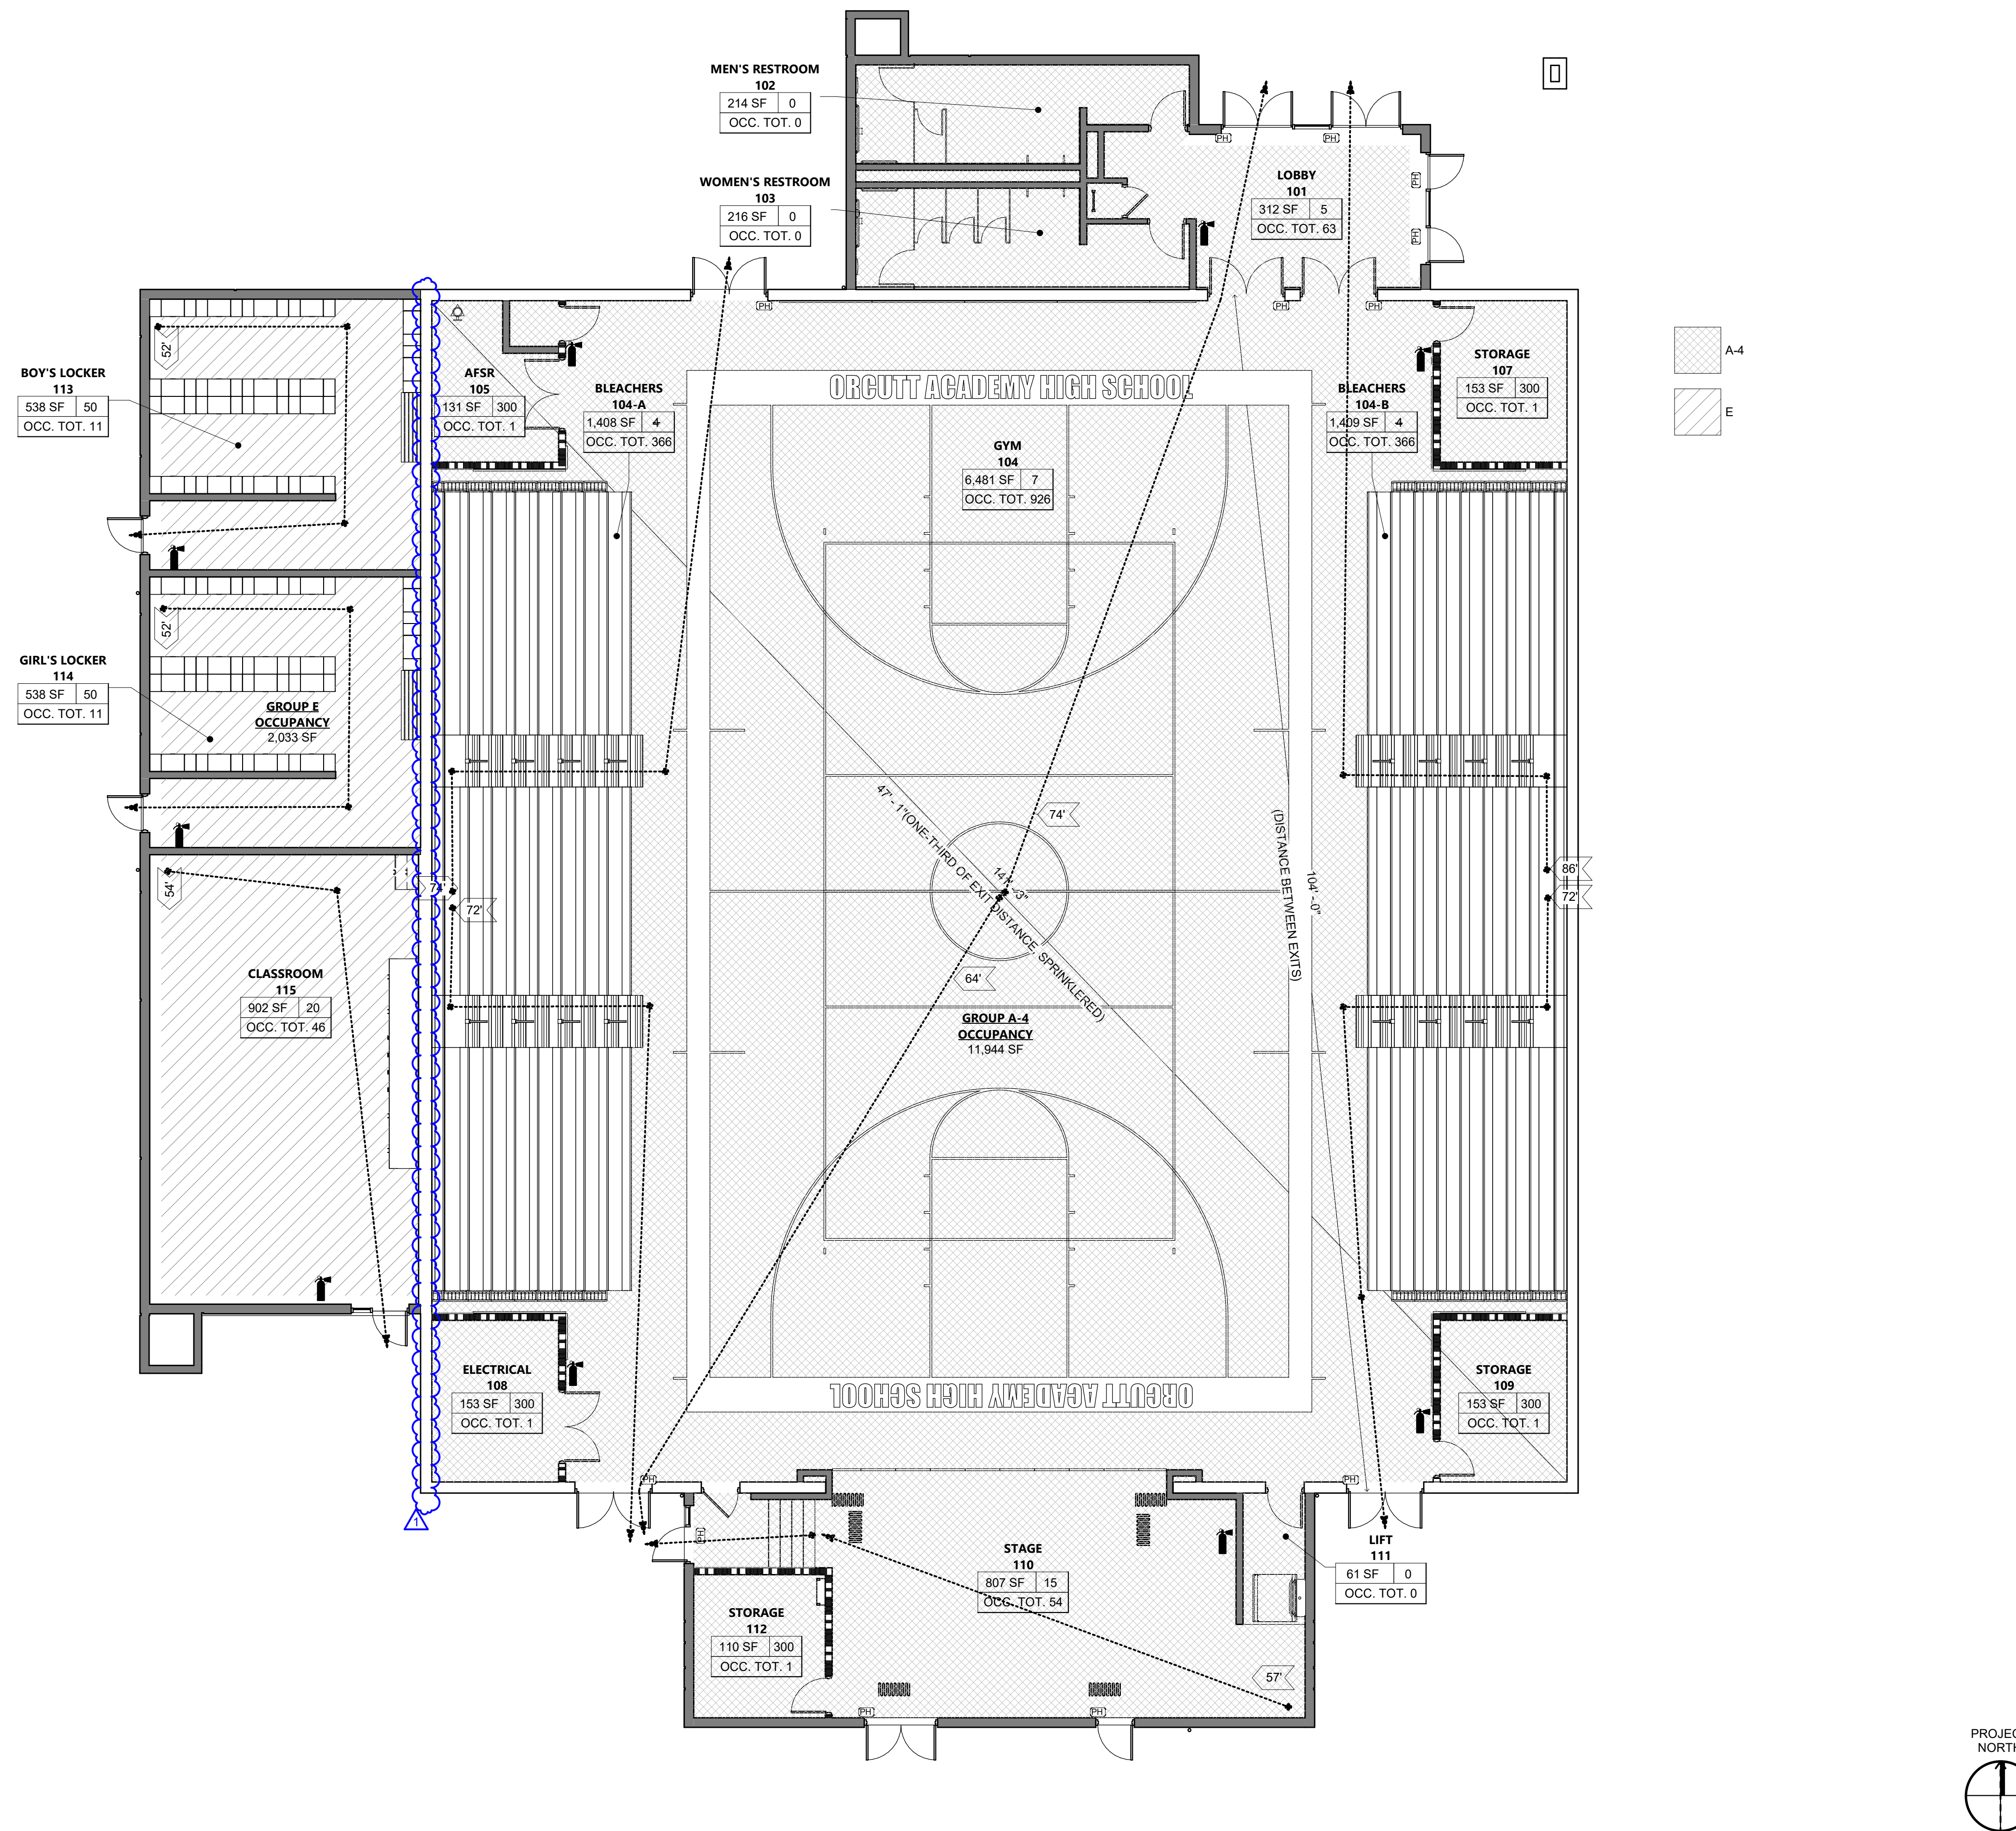 MEN'S RESTROOM
102
214 SF 0
OCC. TOT. 0
WOMEN'S RESTROOM
103
216 SF 0
OCC. TOT. 0
LOBBY
101
312 SF 5
OCC. TOT. 63
PH
PH
PH
PH
PH
PH
PH
BOY'S LOCKER
113
538 SF 50
OCC. TOT. 11
52'
AFSR
105
131 SF 300
OCC. TOT. 1
BLEACHERS
104-A
1,408 SF 4
OCC. TOT. 366
ORCUTT ACADEMY HIGH SCHOOL
GYM
104
6,481 SF 7
OCC. TOT. 926
BLEACHERS
104-B
1,409 SF 4
OCC. TOT. 366
STORAGE
107
153 SF 300
OCC. TOT. 1
A-4
E
GIRL'S LOCKER
114
538 SF 50
OCC. TOT. 11
52'
GROUP E
OCCUPANCY
2,033 SF
54'
74'
72'
74'
47' - 1"(ONE-THIRD OF EXIT DISTANCE, SPRINKLERED)
141' - 3"
64'
104' - 0"
(DISTANCE BETWEEN EXITS)
86'
72'
CLASSROOM
115
902 SF 20
OCC. TOT. 46
GROUP A-4
OCCUPANCY
11,944 SF
ELECTRICAL
108
153 SF 300
OCC. TOT. 1
ORCUTT ACADEMY HIGH SCHOOL
STORAGE
109
153 SF 300
OCC. TOT. 1
PH
PH
PH
1
STAGE
110
807 SF 15
OCC. TOT. 54
LIFT
111
61 SF 0
OCC. TOT. 0
STORAGE
112
110 SF 300
OCC. TOT. 1
57'
PH
PH
NORTH